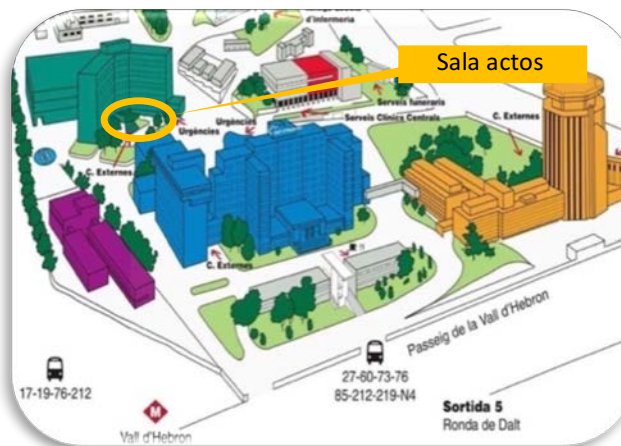 d'infermeria
Sala actos
Serveis funeraris
Serveis Clínics Centrals
C. Externes
Urgències
Urgències
C. Externes
C. Externes
Passeig de la Vall d'Hebron
17-19-76-212
27-60-73-76
85-212-219-N4
M
Vall d'Hebron
Sortida 5
Ronda de Dalt